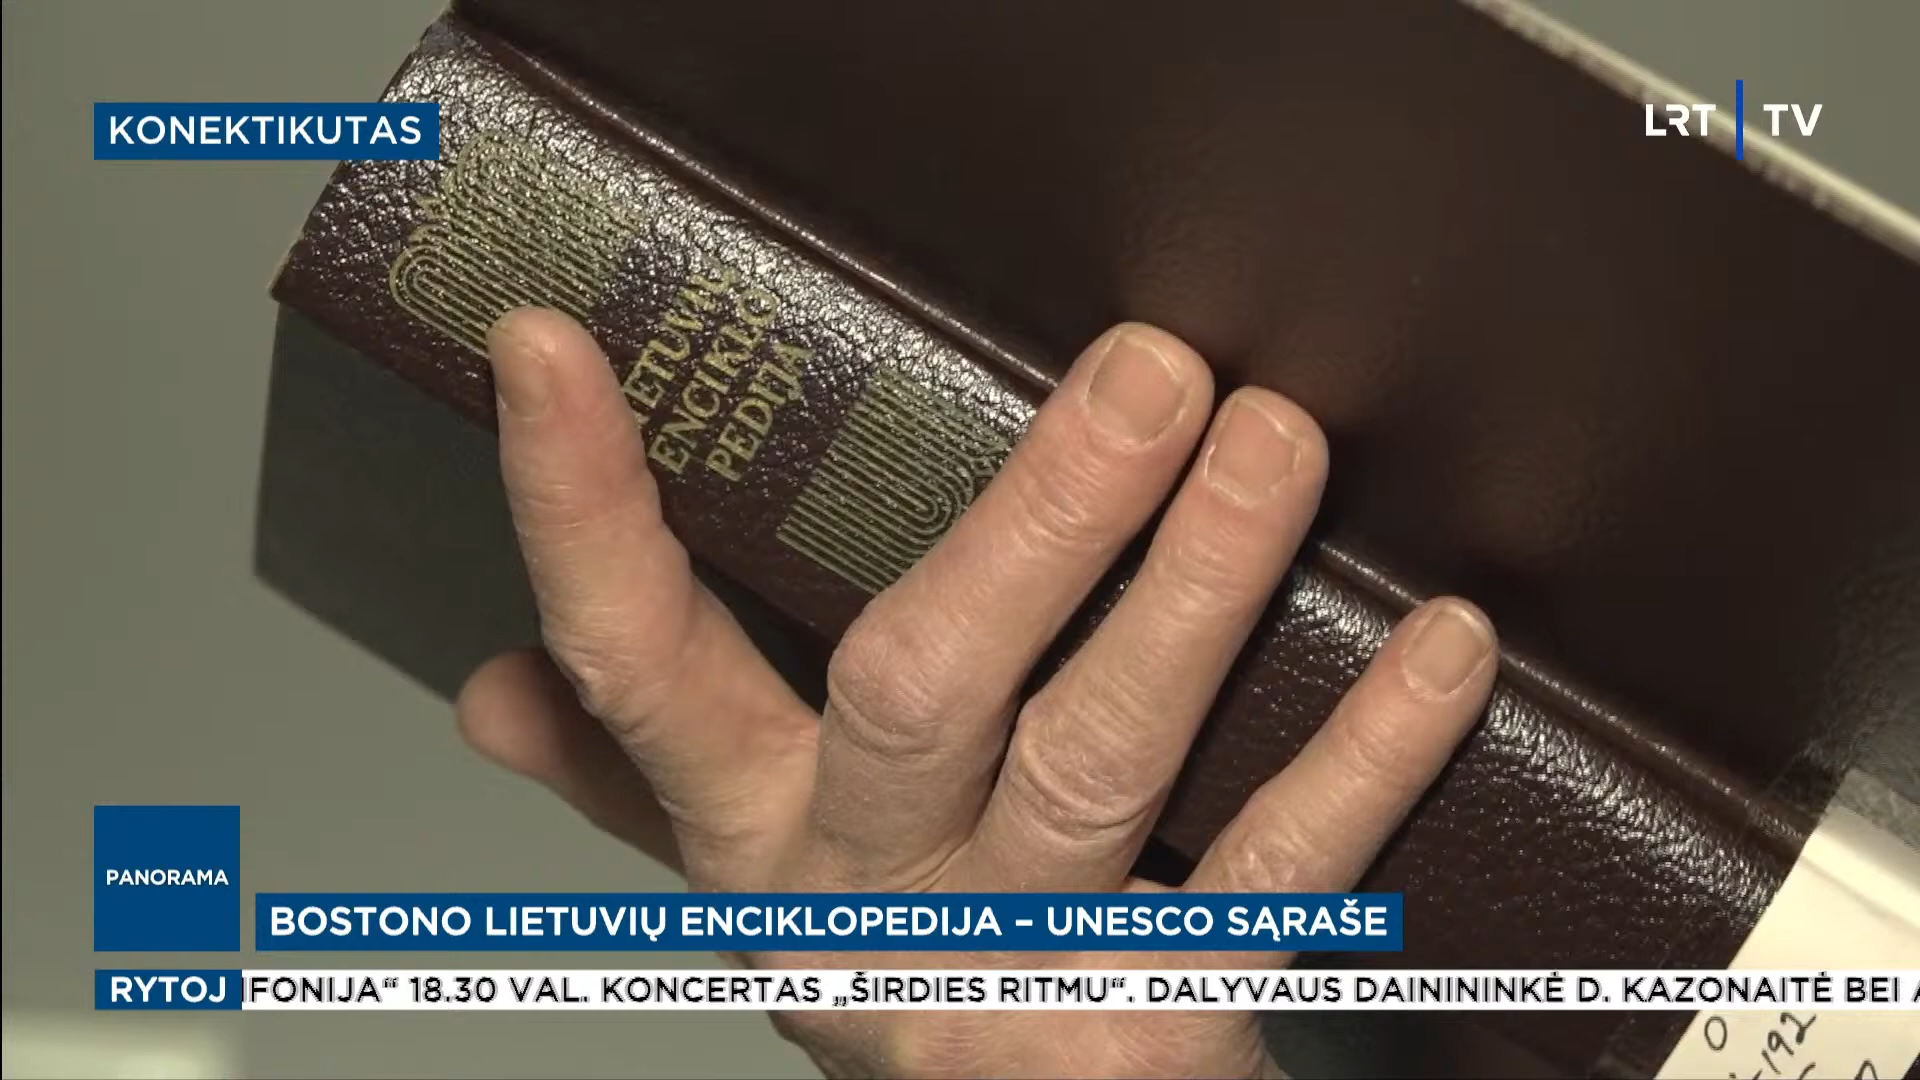 KONEKTIKUTAS
LRT | TV
LIETUVIŲ
ENCIKLO
PEDIJA
PANORAMA
BOSTONO LIETUVIŲ ENCIKLOPEDIJA – UNESCO SĄRAŠE
RYTOJ IFONIJA“ 18.30 VAL. KONCERTAS „ŠIRDIES RITMU“. DALYVAUS DAINININKĖ D. KAZONAITĖ BEI A
O
-192